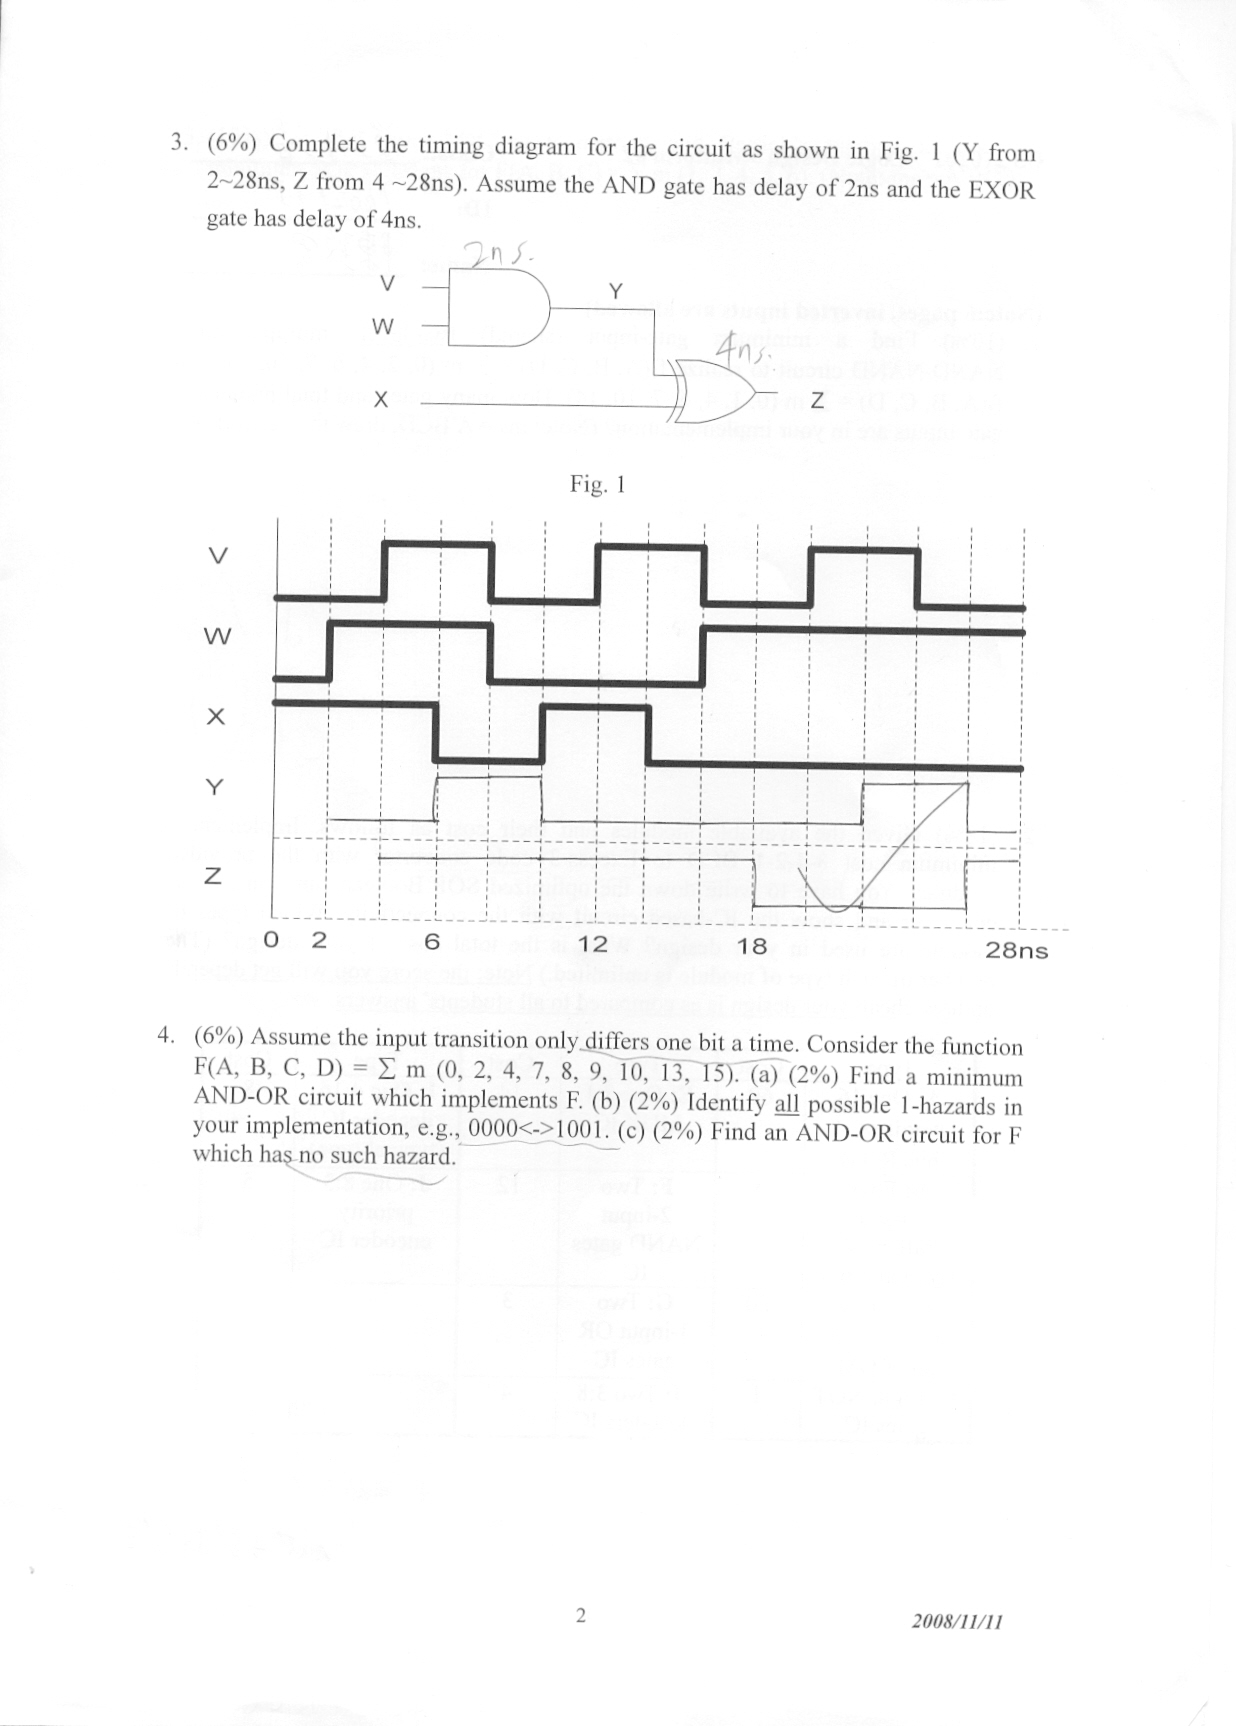 3. (6%) Complete the timing diagram for the circuit as shown in Fig. 1 (Y from
2~28ns, Z from 4 ~28ns). Assume the AND gate has delay of 2ns and the EXOR
gate has delay of 4ns.
2ns.
V
Y
W
4ns.
X
Z
Fig. 1
V
W
X
Y
Z
0 2 6 12 18 28ns
4. (6%) Assume the input transition only differs one bit a time. Consider the function
F(A, B, C, D) = Σ m (0, 2, 4, 7, 8, 9, 10, 13, 15). (a) (2%) Find a minimum
AND-OR circuit which implements F. (b) (2%) Identify all possible 1-hazards in
your implementation, e.g., 0000<->1001. (c) (2%) Find an AND-OR circuit for F
which has no such hazard.
2
2008/11/11